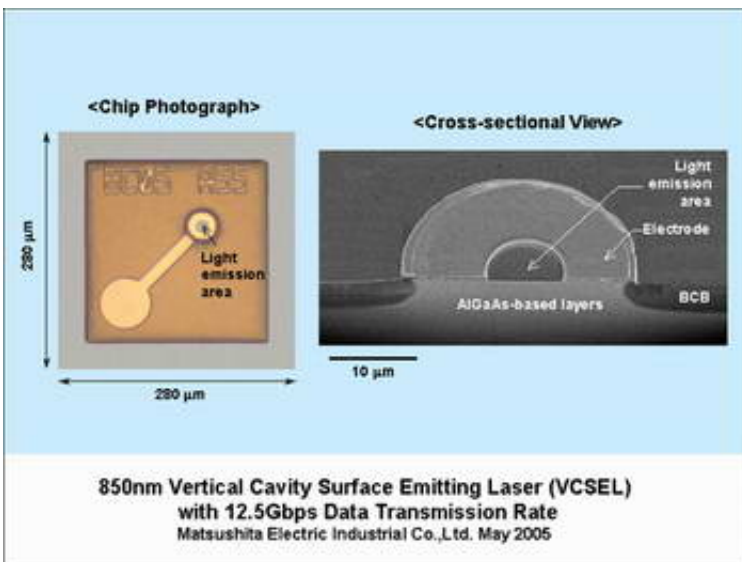 <Chip Photograph>
<Cross-sectional View>
280 μm
Light
emission
area
280 μm
Light
emission
area
Electrode
BCB
AlGaAs-based layers
10 μm
850nm Vertical Cavity Surface Emitting Laser (VCSEL)
with 12.5Gbps Data Transmission Rate
Matsushita Electric Industrial Co.,Ltd. May 2005